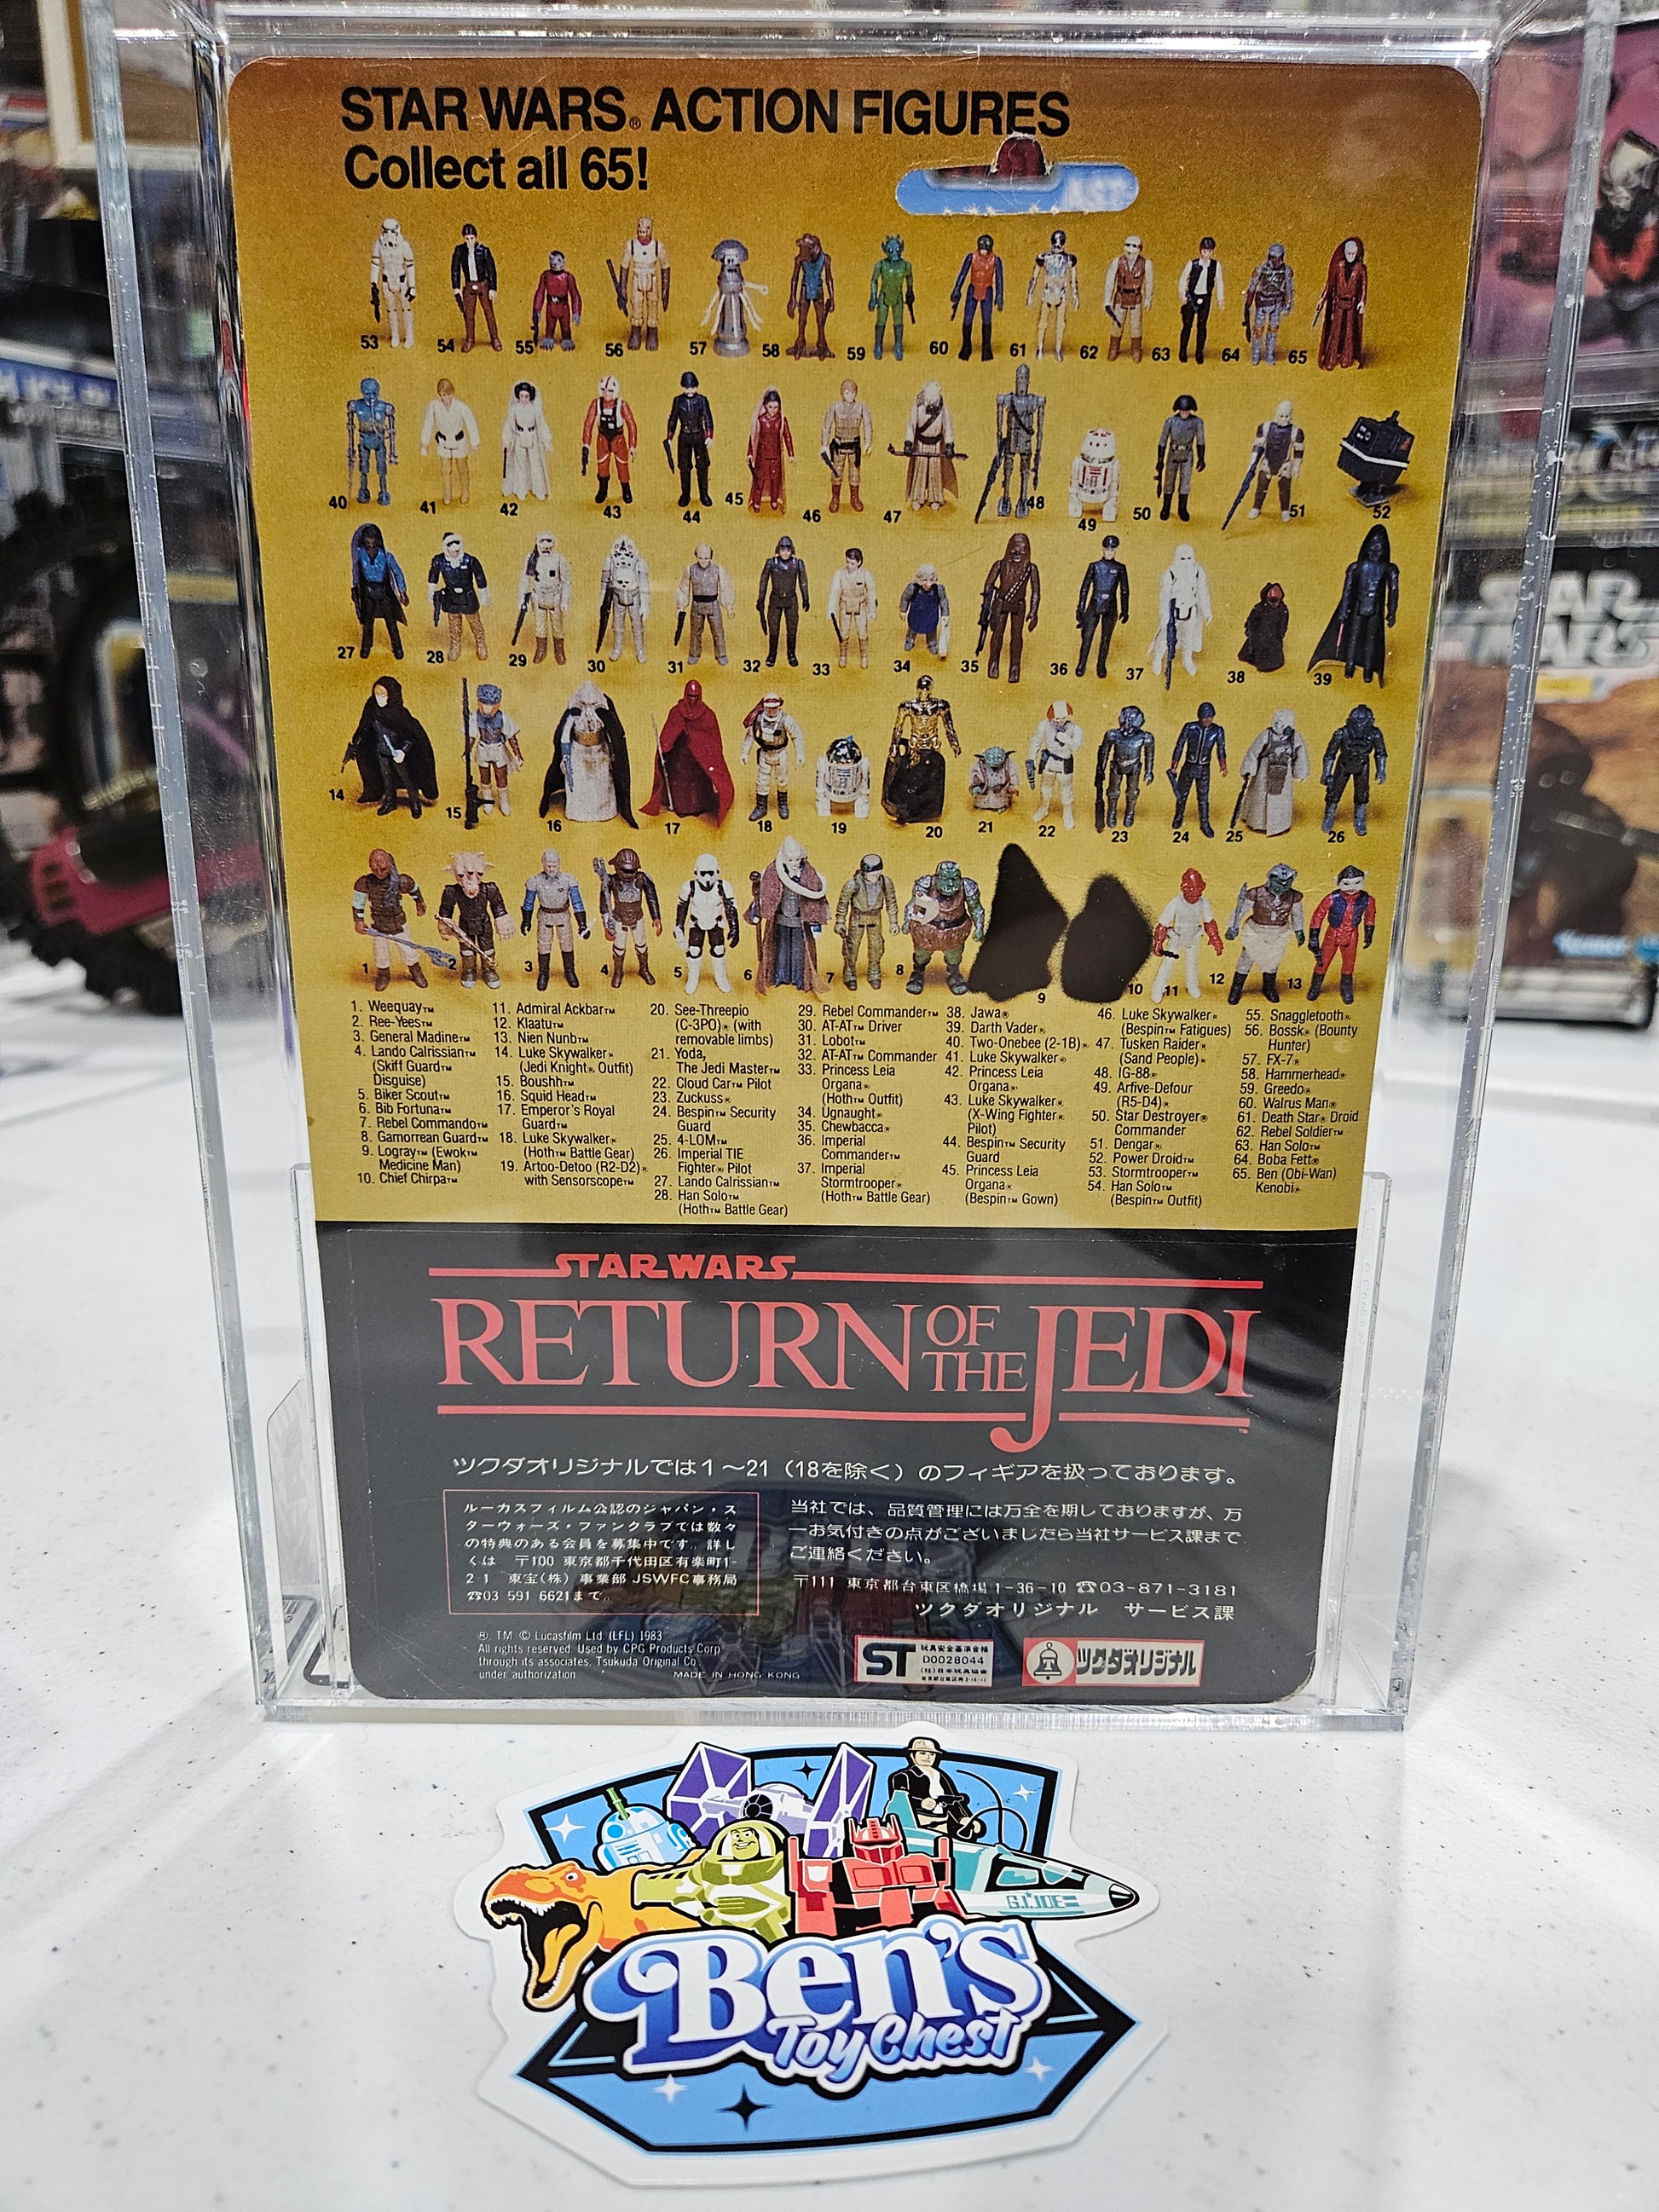 STAR WARS® ACTION FIGURES
Collect all 65!
53 54 55 56 57 58 59 60 61 62 63 64 65
40 41 42 43 44 45 46 47 48 49 50 51 52
27 28 29 30 31 32 33 34 35 36 37 38 39
14 15 16 17 18 19 20 21 22 23 24 25 26
1 2 3 4 5 6 7 8 9 10 11 12 13
1. Weequay™
2. Ree-Yees™
3. General Madine™
4. Lando Calrissian™
(Skiff Guard™
Disguise)
5. Biker Scout™
6. Bib Fortuna™
7. Rebel Commando™
8. Gamorrean Guard™
9. Logray™ (Ewok™
Medicine Man)
10. Chief Chirpa™
11. Admiral Ackbar™
12. Klaatu™
13. Nien Nunb™
14. Luke Skywalker®
(Jedi Knight® Outfit)
15. Boushh™
16. Squid Head™
17. Emperor's Royal
Guard™
18. Luke Skywalker®
(Hoth™ Battle Gear)
19. Artoo-Detoo (R2-D2)®
with Sensorscope™
20. See-Threepio
(C-3PO)® (with
removable limbs)
21. Yoda,
The Jedi Master™
22. Cloud Car™ Pilot
23. Zuckuss®
24. Bespin™ Security
Guard
25. 4-LOM™
26. Imperial TIE
Fighter® Pilot
27. Lando Calrissian™
28. Han Solo™
(Hoth™ Battle Gear)
29. Rebel Commander™
30. AT-AT™ Driver
31. Lobot™
32. AT-AT™ Commander
33. Princess Leia
Organa®
(Hoth™ Outfit)
34. Ugnaught®
35. Chewbacca®
36. Imperial
Commander™
37. Imperial
Stormtrooper®
(Hoth™ Battle Gear)
38. Jawa®
39. Darth Vader®
40. Two-Onebee (2-1B)®
41. Luke Skywalker®
42. Princess Leia
Organa®
43. Luke Skywalker®
(X-Wing Fighter®
Pilot)
44. Bespin™ Security
Guard
45. Princess Leia
Organa®
(Bespin™ Gown)
46. Luke Skywalker®
(Bespin™ Fatigues)
47. Tusken Raider®
(Sand People)®
48. IG-88®
49. Arfive-Defour
(R5-D4)®
50. Star Destroyer®
Commander
51. Dengar®
52. Power Droid™
53. Stormtrooper™
54. Han Solo™
(Bespin™ Outfit)
55. Snaggletooth®
56. Bossk® (Bounty
Hunter)
57. FX-7®
58. Hammerhead®
59. Greedo®
60. Walrus Man®
61. Death Star® Droid
62. Rebel Soldier™
63. Han Solo™
64. Boba Fett®
65. Ben (Obi-Wan)
Kenobi®
STAR WARS
RETURN OF THE JEDI™
ツクダオリジナルでは1〜21（18を除く）のフィギアを扱っております。
ルーカスフィルム公認のジャパン・ス
ターウォーズ・ファンクラブでは数々
の特典のある会員を募集中です。詳し
くは 〒100 東京都千代田区有楽町1-
2 1 東宝(株) 事業部 JSWFC事務局
☎03 591 6621まで。
当社では、品質管理には万全を期しておりますが、万
一お気付きの点がございましたら当社サービス課まで
ご連絡ください。
〒111 東京都台東区橋場1-36-10 ☎03-871-3181
ツクダオリジナル サービス課
® TM © Lucasfilm Ltd. (LFL) 1983
All rights reserved. Used by CPG Products Corp
through its associates, Tsukuda Original Co.
under authorization.
MADE IN HONG KONG
ST
玩具安全基準合格
D0028044
(社)日本玩具協会
ツクダオリジナル
STAR WARS
Kenner
G.I.JOE
Ben's
Toy Chest